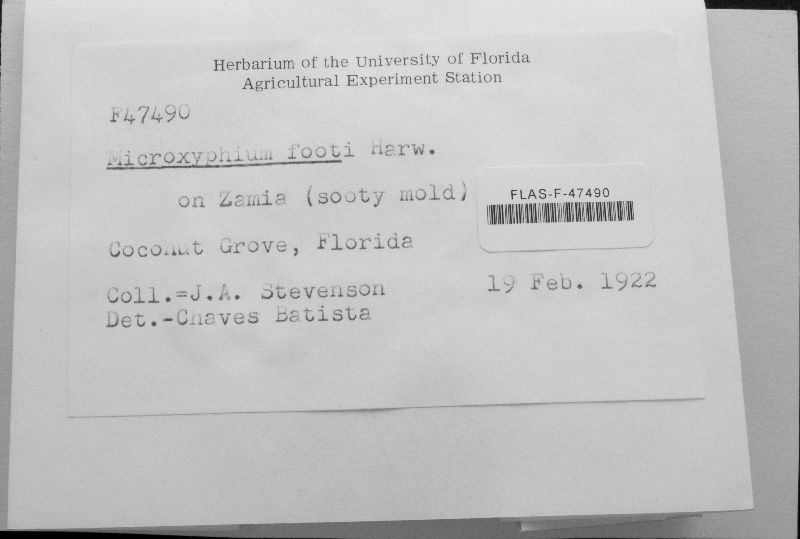 Herbarium of the University of Florida
Agricultural Experiment Station
F47490
Microxyphium footi Harw.
on Zamia (sooty mold)
FLAS-F-47490
Coconut Grove, Florida
Coll.=J.A. Stevenson 19 Feb. 1922
Det.-Chaves Batista